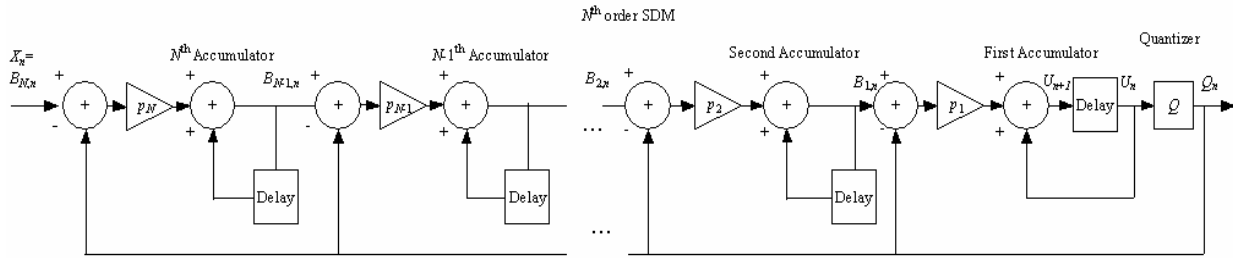 Nth order SDM
Quantizer
Xn=
BN,n
Nth Accumulator
BN-1,n
N-1th Accumulator
B2,n
Second Accumulator
B1,n
First Accumulator
Un+1
Un
Qn
+
+
+
+
+
+
+
+
+
+
pN
+
+
pN-1
+
+
p2
+
+
p1
+
Delay
Q
-
+
-
+
-
+
-
+
...
Delay
Delay
Delay
...